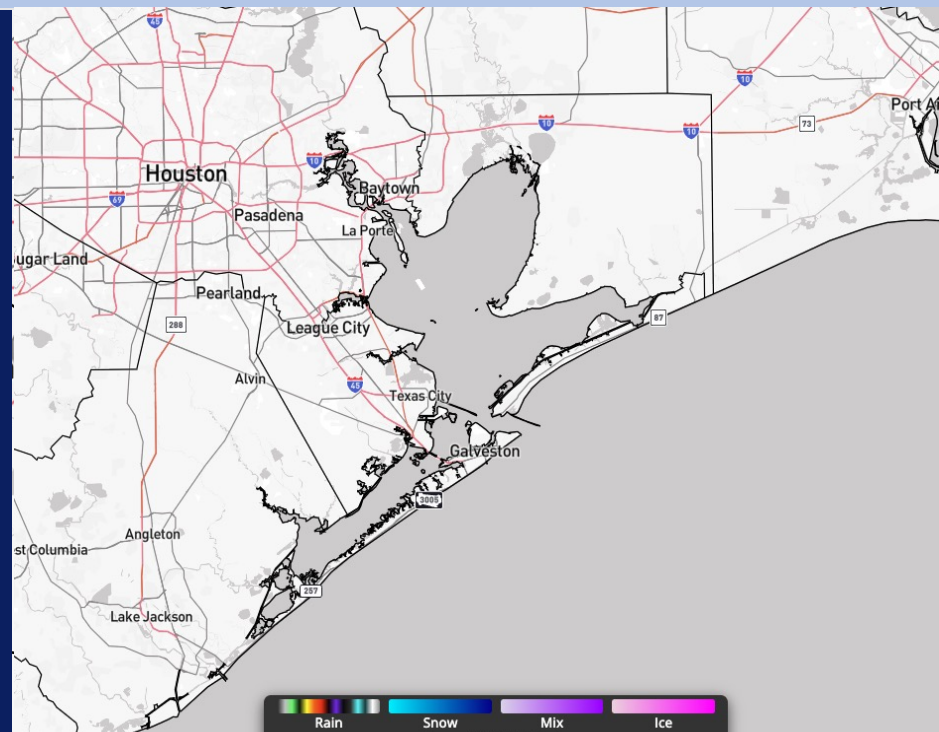 45
10
73
Port A
10
10
10
Houston
Baytown
69
Pasadena
La Porte
ugar Land
Pearland
87
288
League City
Alvin
45
Texas City
Galveston
3005
Angleton
st Columbia
257
Lake Jackson
Rain
Snow
Mix
Ice